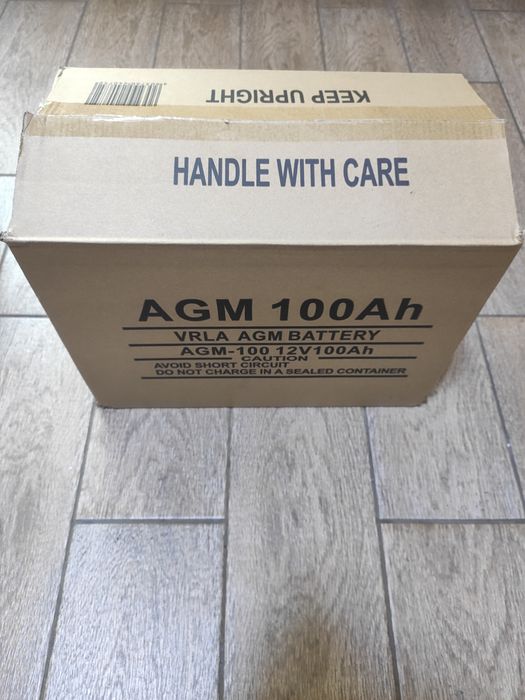 KEEP UPRIGHT
HANDLE WITH CARE
AGM 100Ah
VRLA AGM BATTERY
AGM-100 12V100Ah
CAUTION
AVOID SHORT CIRCUIT
DO NOT CHARGE IN A SEALED CONTAINER